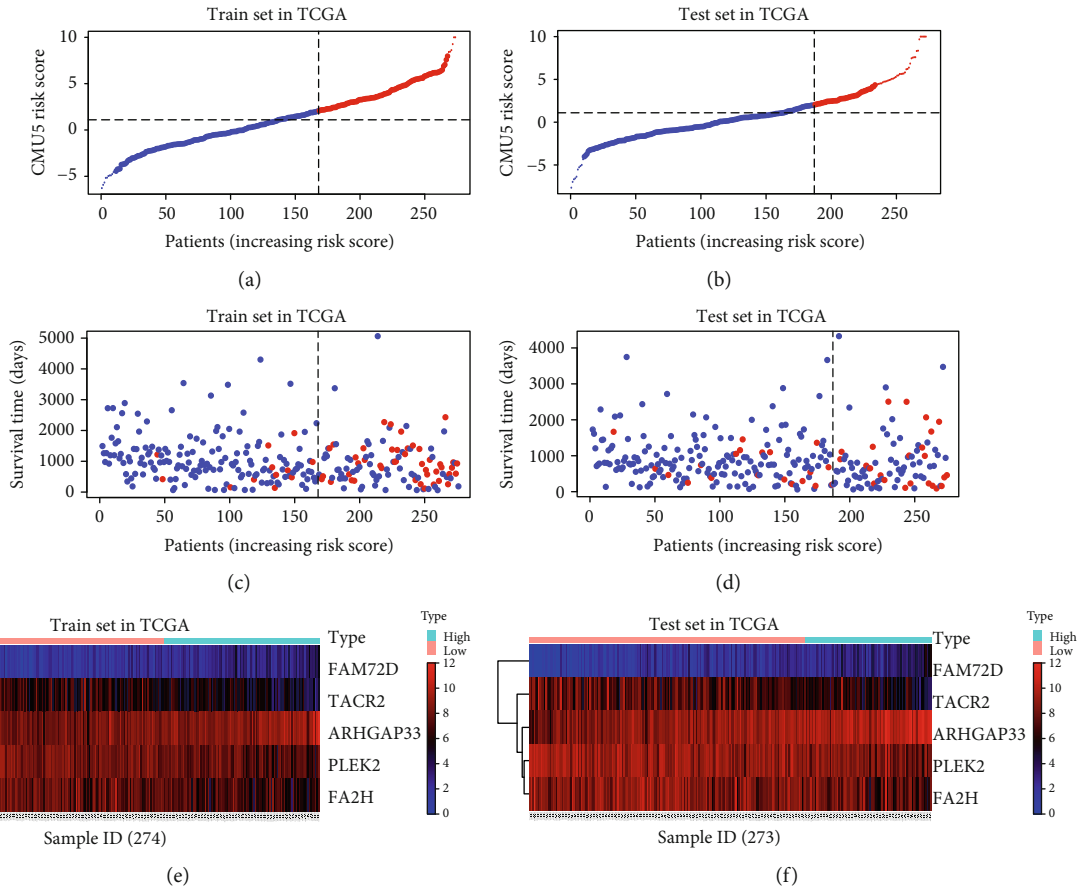 Train set in TCGA
10
5
0
−5
CMU5 risk score
0 50 100 150 200 250
Patients (increasing risk score)
(a)
Test set in TCGA
10
5
0
−5
CMU5 risk score
0 50 100 150 200 250
Patients (increasing risk score)
(b)
Train set in TCGA
5000
4000
3000
2000
1000
0
Survival time (days)
0 50 100 150 200 250
Patients (increasing risk score)
(c)
Test set in TCGA
4000
3000
2000
1000
0
Survival time (days)
0 50 100 150 200 250
Patients (increasing risk score)
(d)
Train set in TCGA
Type
FAM72D
TACR2
ARHGAP33
PLEK2
FA2H
Type
High
Low
12
10
8
6
4
2
0
Sample ID (274)
(e)
Test set in TCGA
Type
FAM72D
TACR2
ARHGAP33
PLEK2
FA2H
Type
High
Low
12
10
8
6
4
2
0
Sample ID (273)
(f)